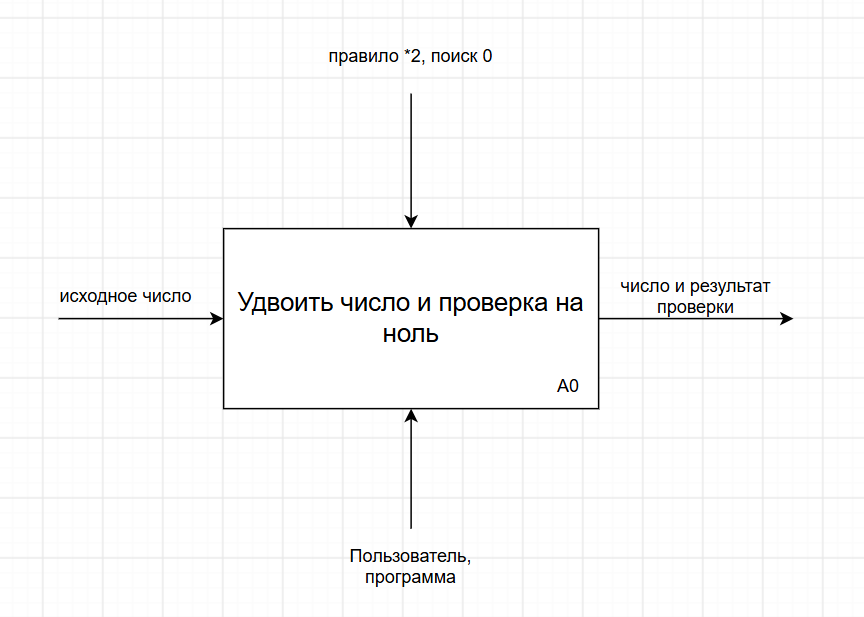 правило *2, поиск 0
исходное число
Удвоить число и проверка на
ноль
A0
число и результат
проверки
Пользователь,
программа